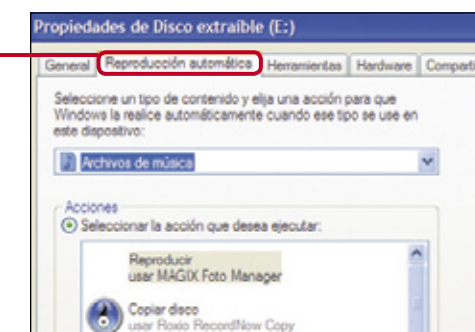 Propiedades de Disco extraíble (E:)
General Reproducción automática Herramientas Hardware Comparti
Seleccione un tipo de contenido y elija una acción para que
Windows la realice automáticamente cuando ese tipo se use en
este dispositivo:
Archivos de música
Acciones
Seleccionar la acción que desea ejecutar:
Reproducir
usar MAGIX Foto Manager
Copiar disco
usar Roxio RecordNow Copy